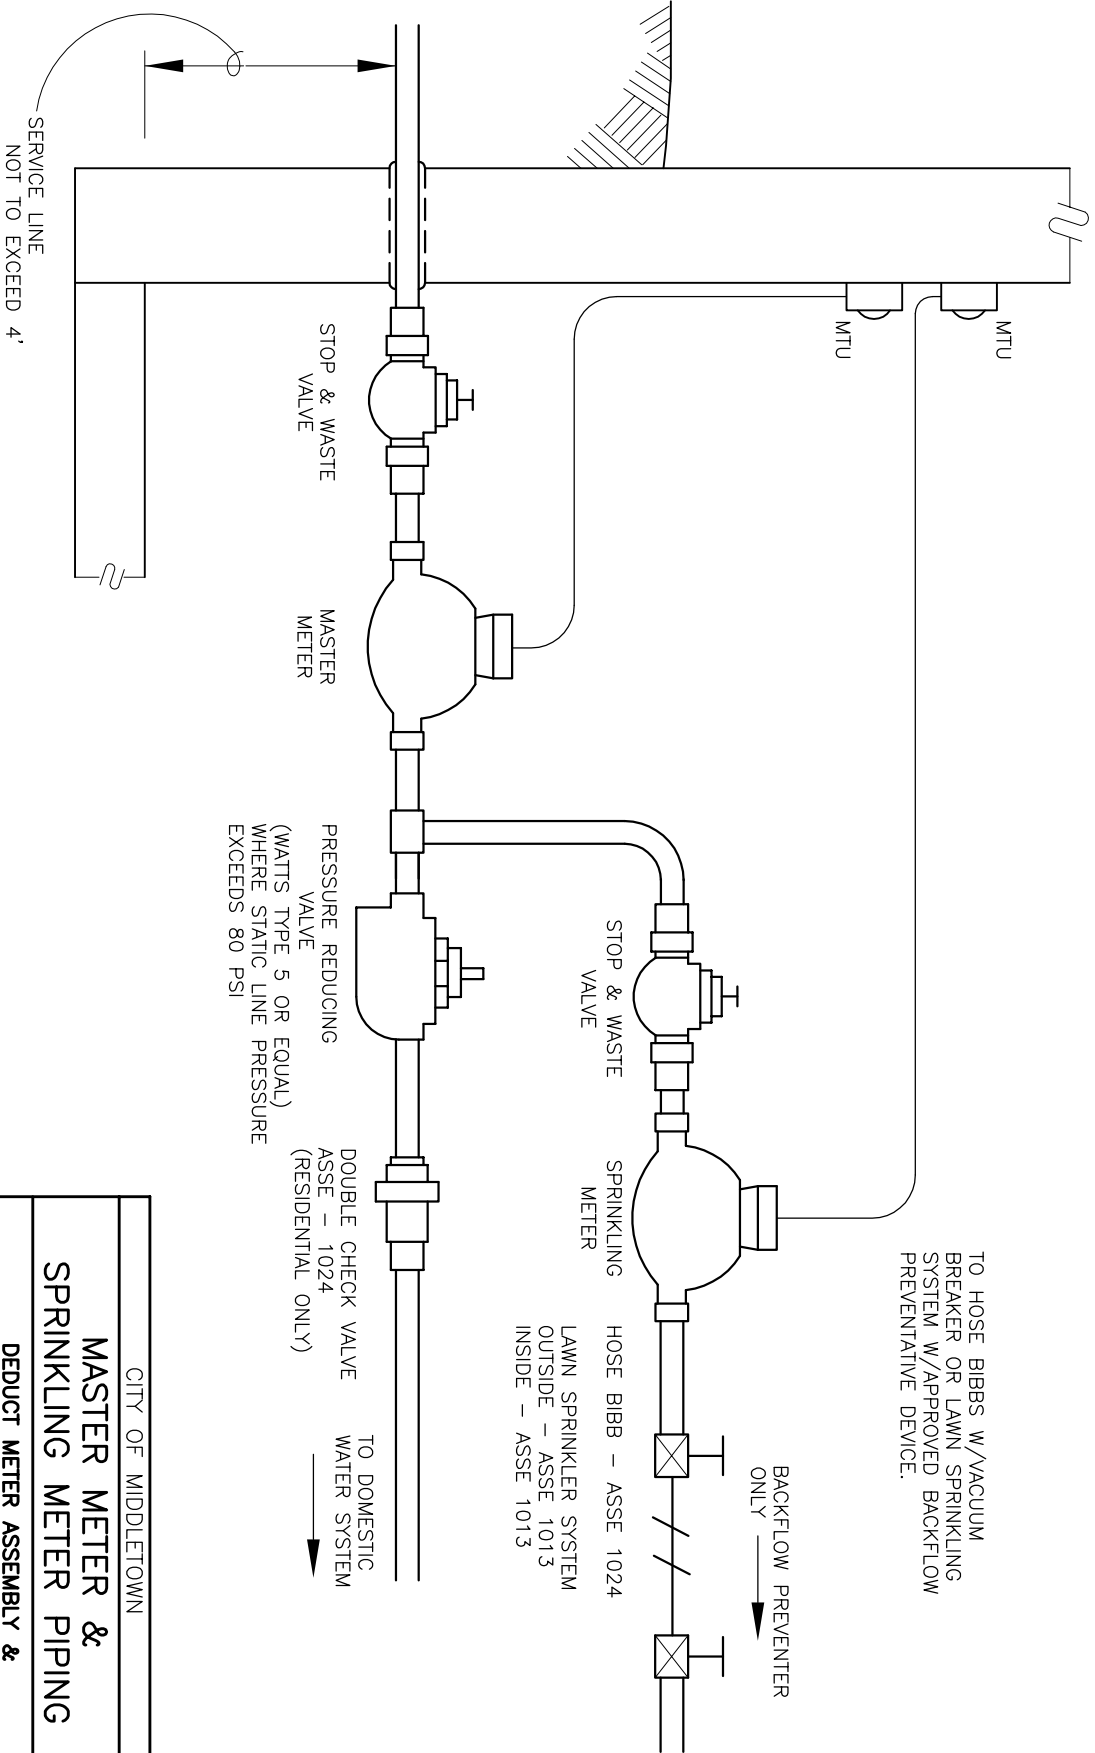 MTU
MTU
TO HOSE BIBBS W/VACUUM
BREAKER OR LAWN SPRINKLING
SYSTEM W/APPROVED BACKFLOW
PREVENTATIVE DEVICE.
BACKFLOW PREVENTER
ONLY
STOP & WASTE
VALVE
SPRINKLING
METER
HOSE BIBB - ASSE 1024
LAWN SPRINKLER SYSTEM
OUTSIDE - ASSE 1013
INSIDE - ASSE 1013
STOP & WASTE
VALVE
MASTER
METER
PRESSURE REDUCING
VALVE
(WATTS TYPE 5 OR EQUAL)
WHERE STATIC LINE PRESSURE
EXCEEDS 80 PSI
DOUBLE CHECK VALVE
ASSE - 1024
(RESIDENTIAL ONLY)
TO DOMESTIC
WATER SYSTEM
SERVICE LINE
NOT TO EXCEED 4'
CITY OF MIDDLETOWN
MASTER METER &
SPRINKLING METER PIPING
DEDUCT METER ASSEMBLY &